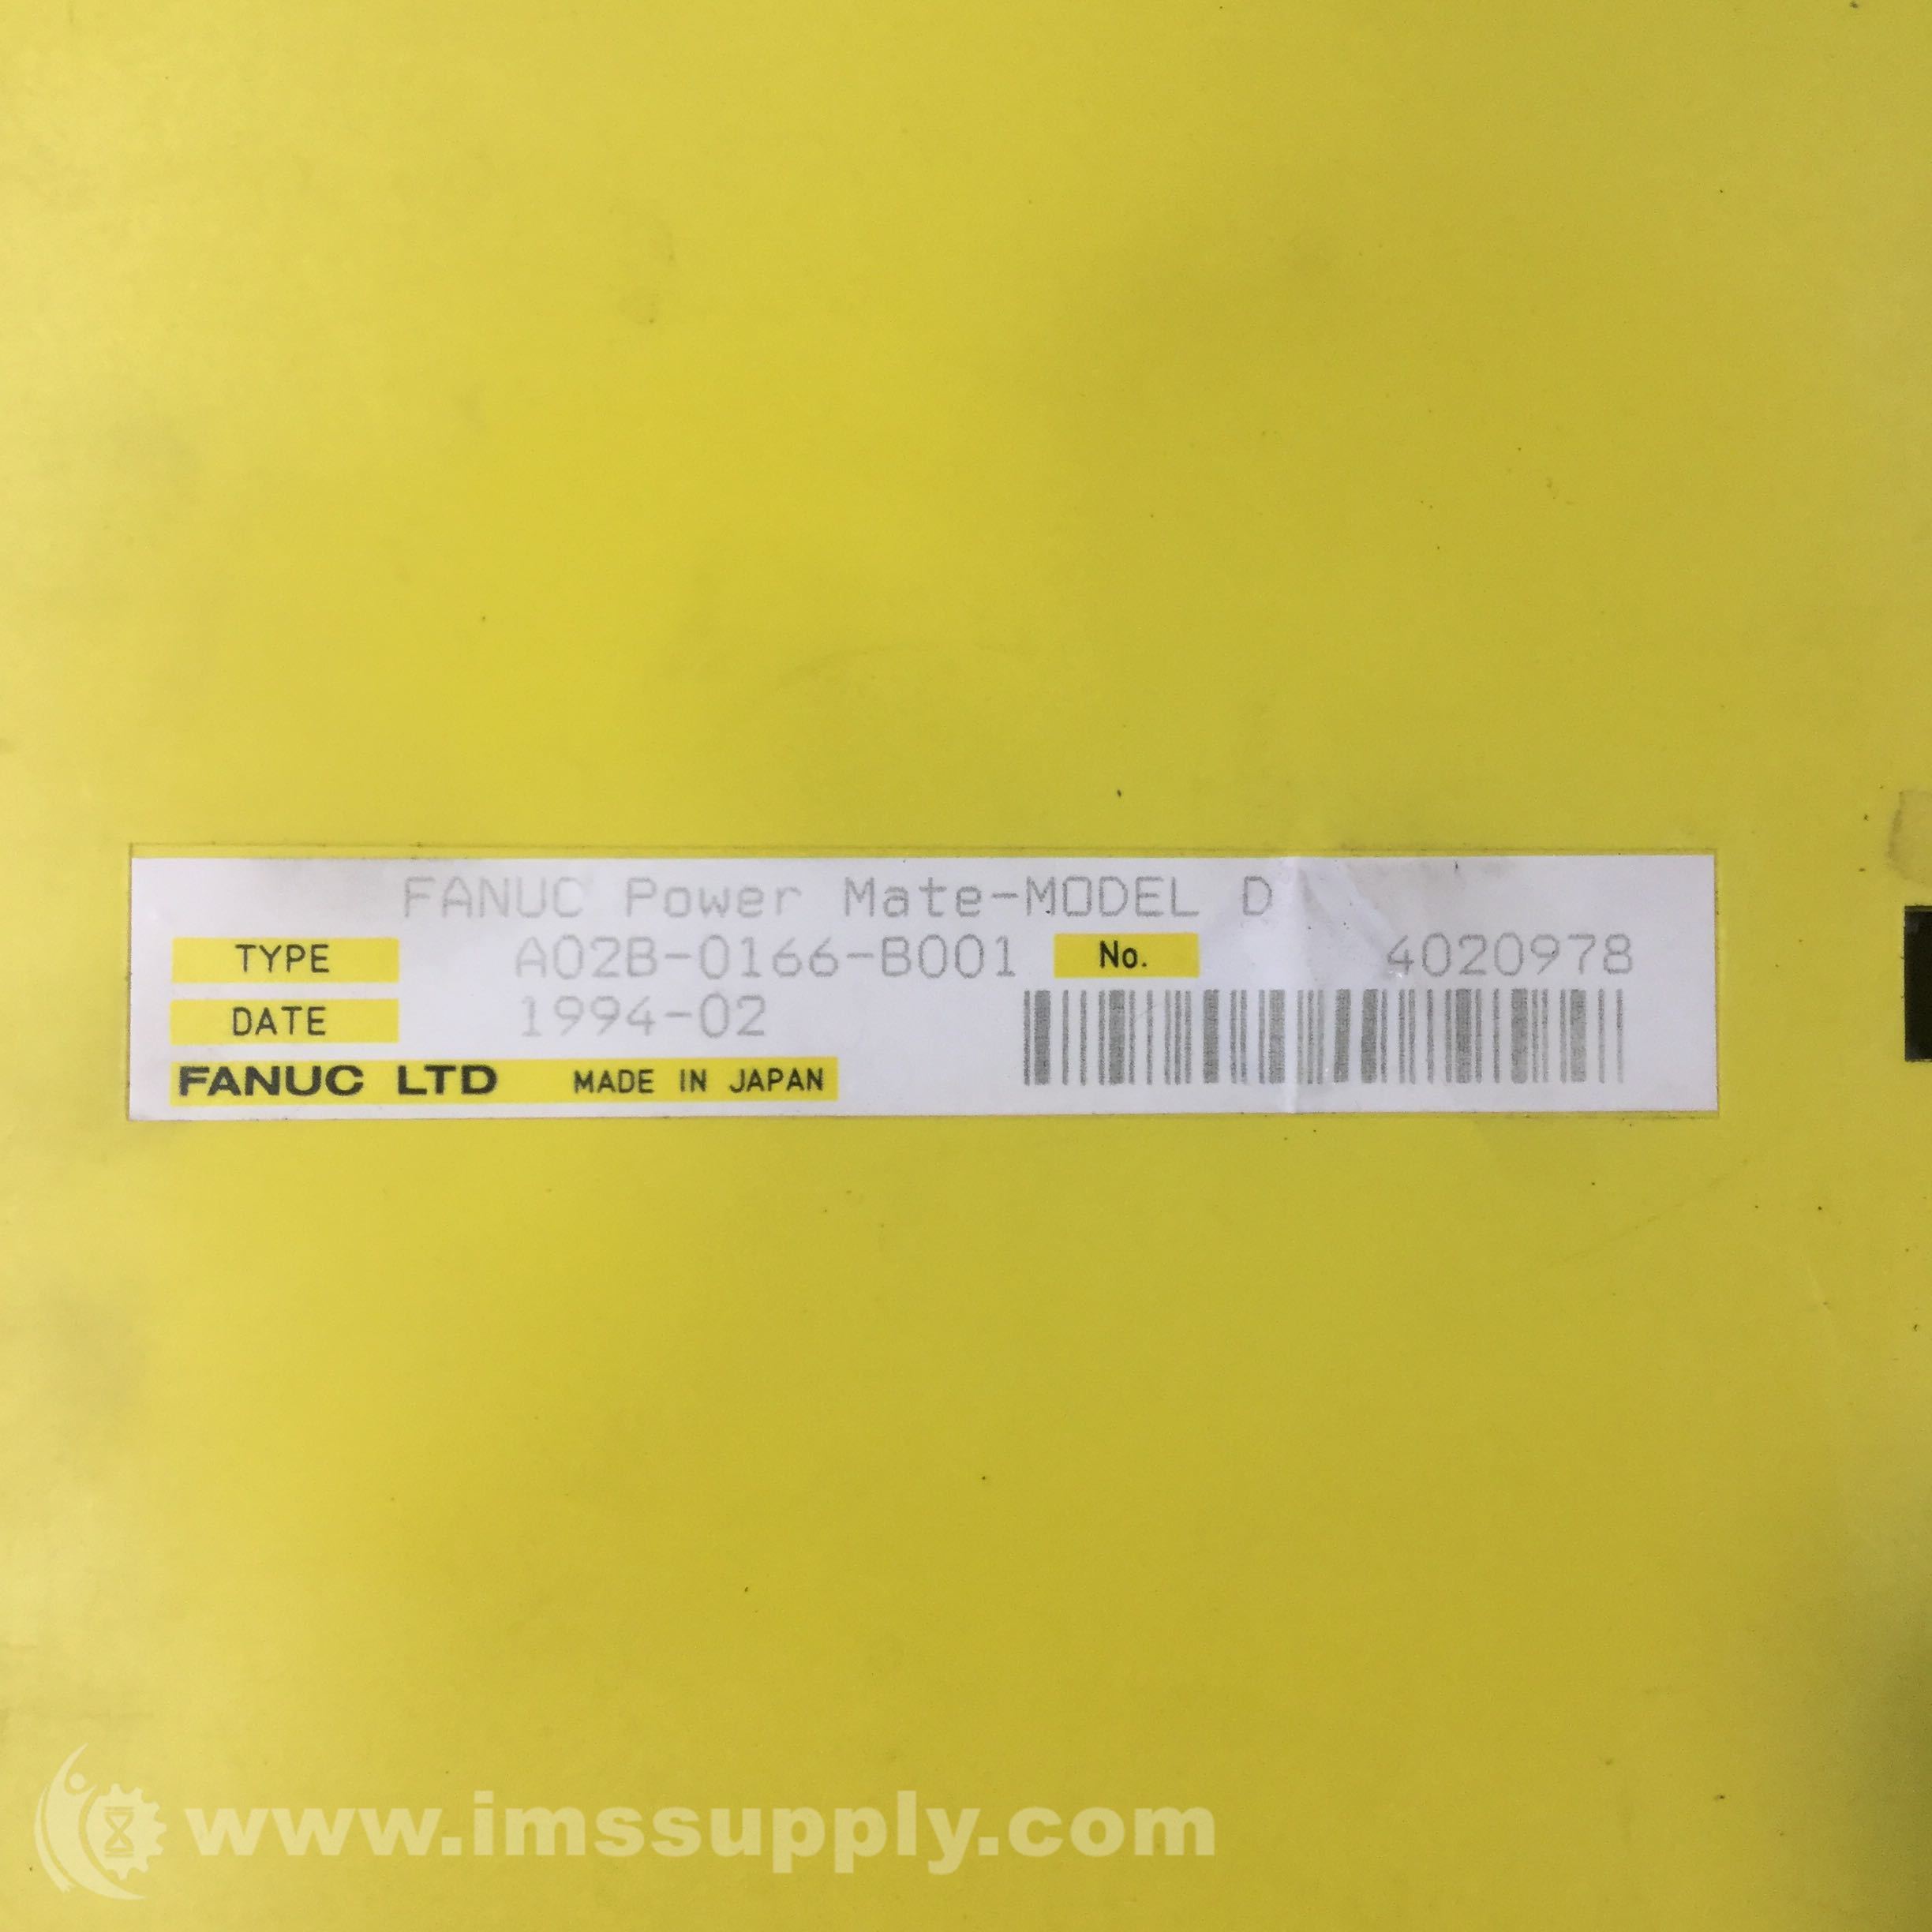 FANUC Power Mate-MODEL D
TYPE A02B-0166-B001 No. 4020978
DATE 1994-02
FANUC LTD MADE IN JAPAN
www.imssupply.com